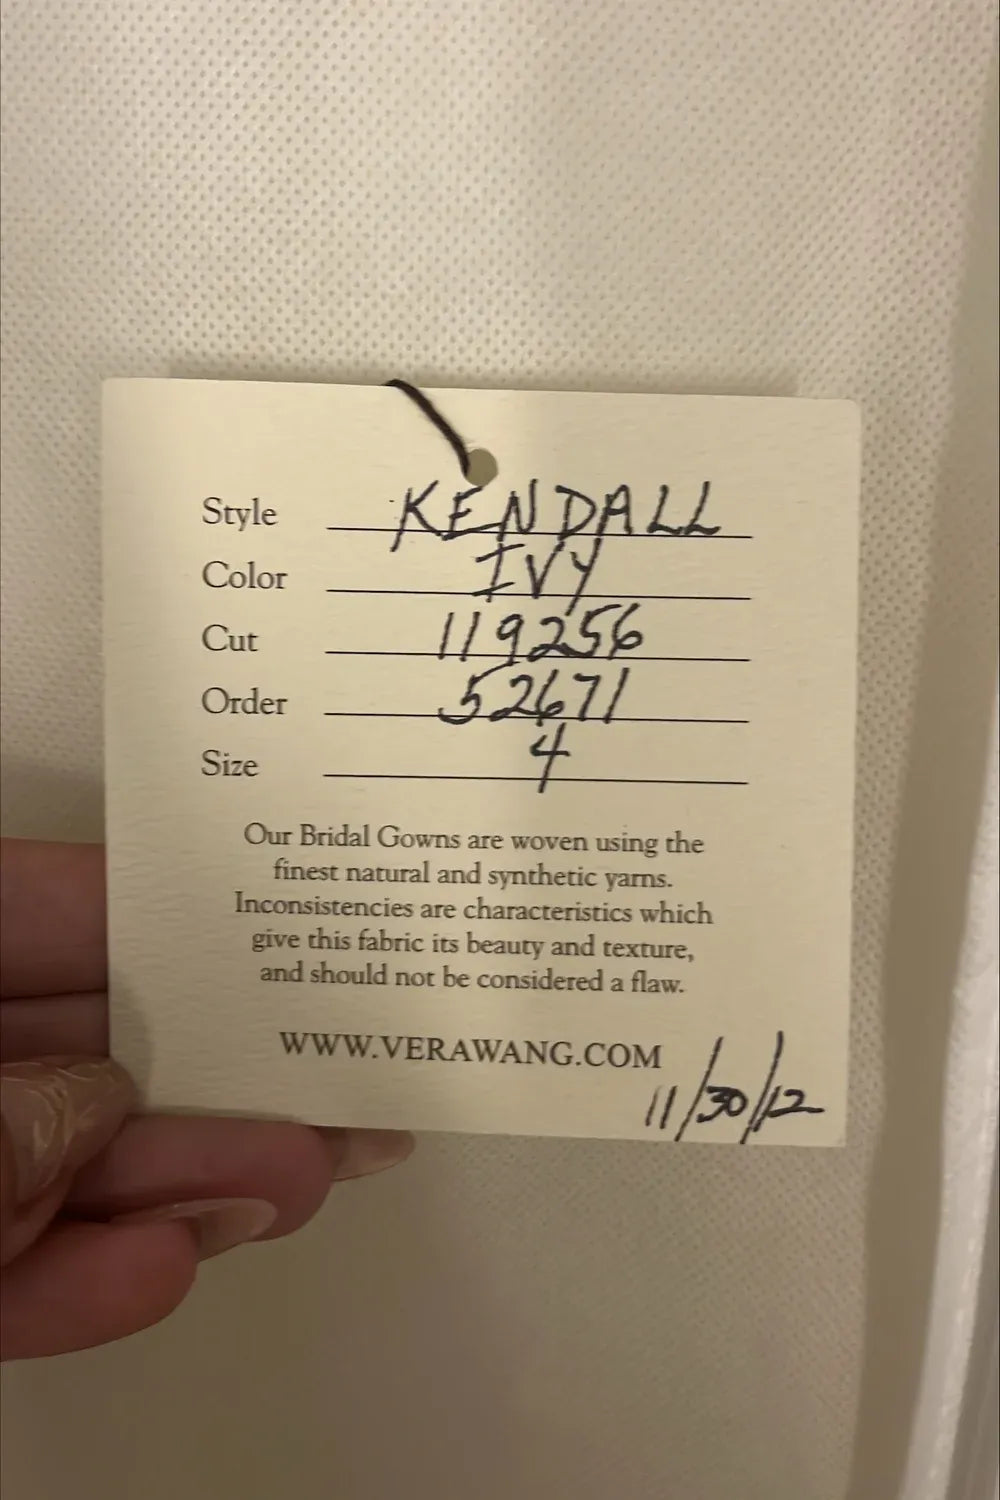 Style KENDALL
Color IVY
Cut 119256
Order 52671
Size 4
Our Bridal Gowns are woven using the
finest natural and synthetic yarns.
Inconsistencies are characteristics which
give this fabric its beauty and texture,
and should not be considered a flaw.
WWW.VERAWANG.COM
11/30/12